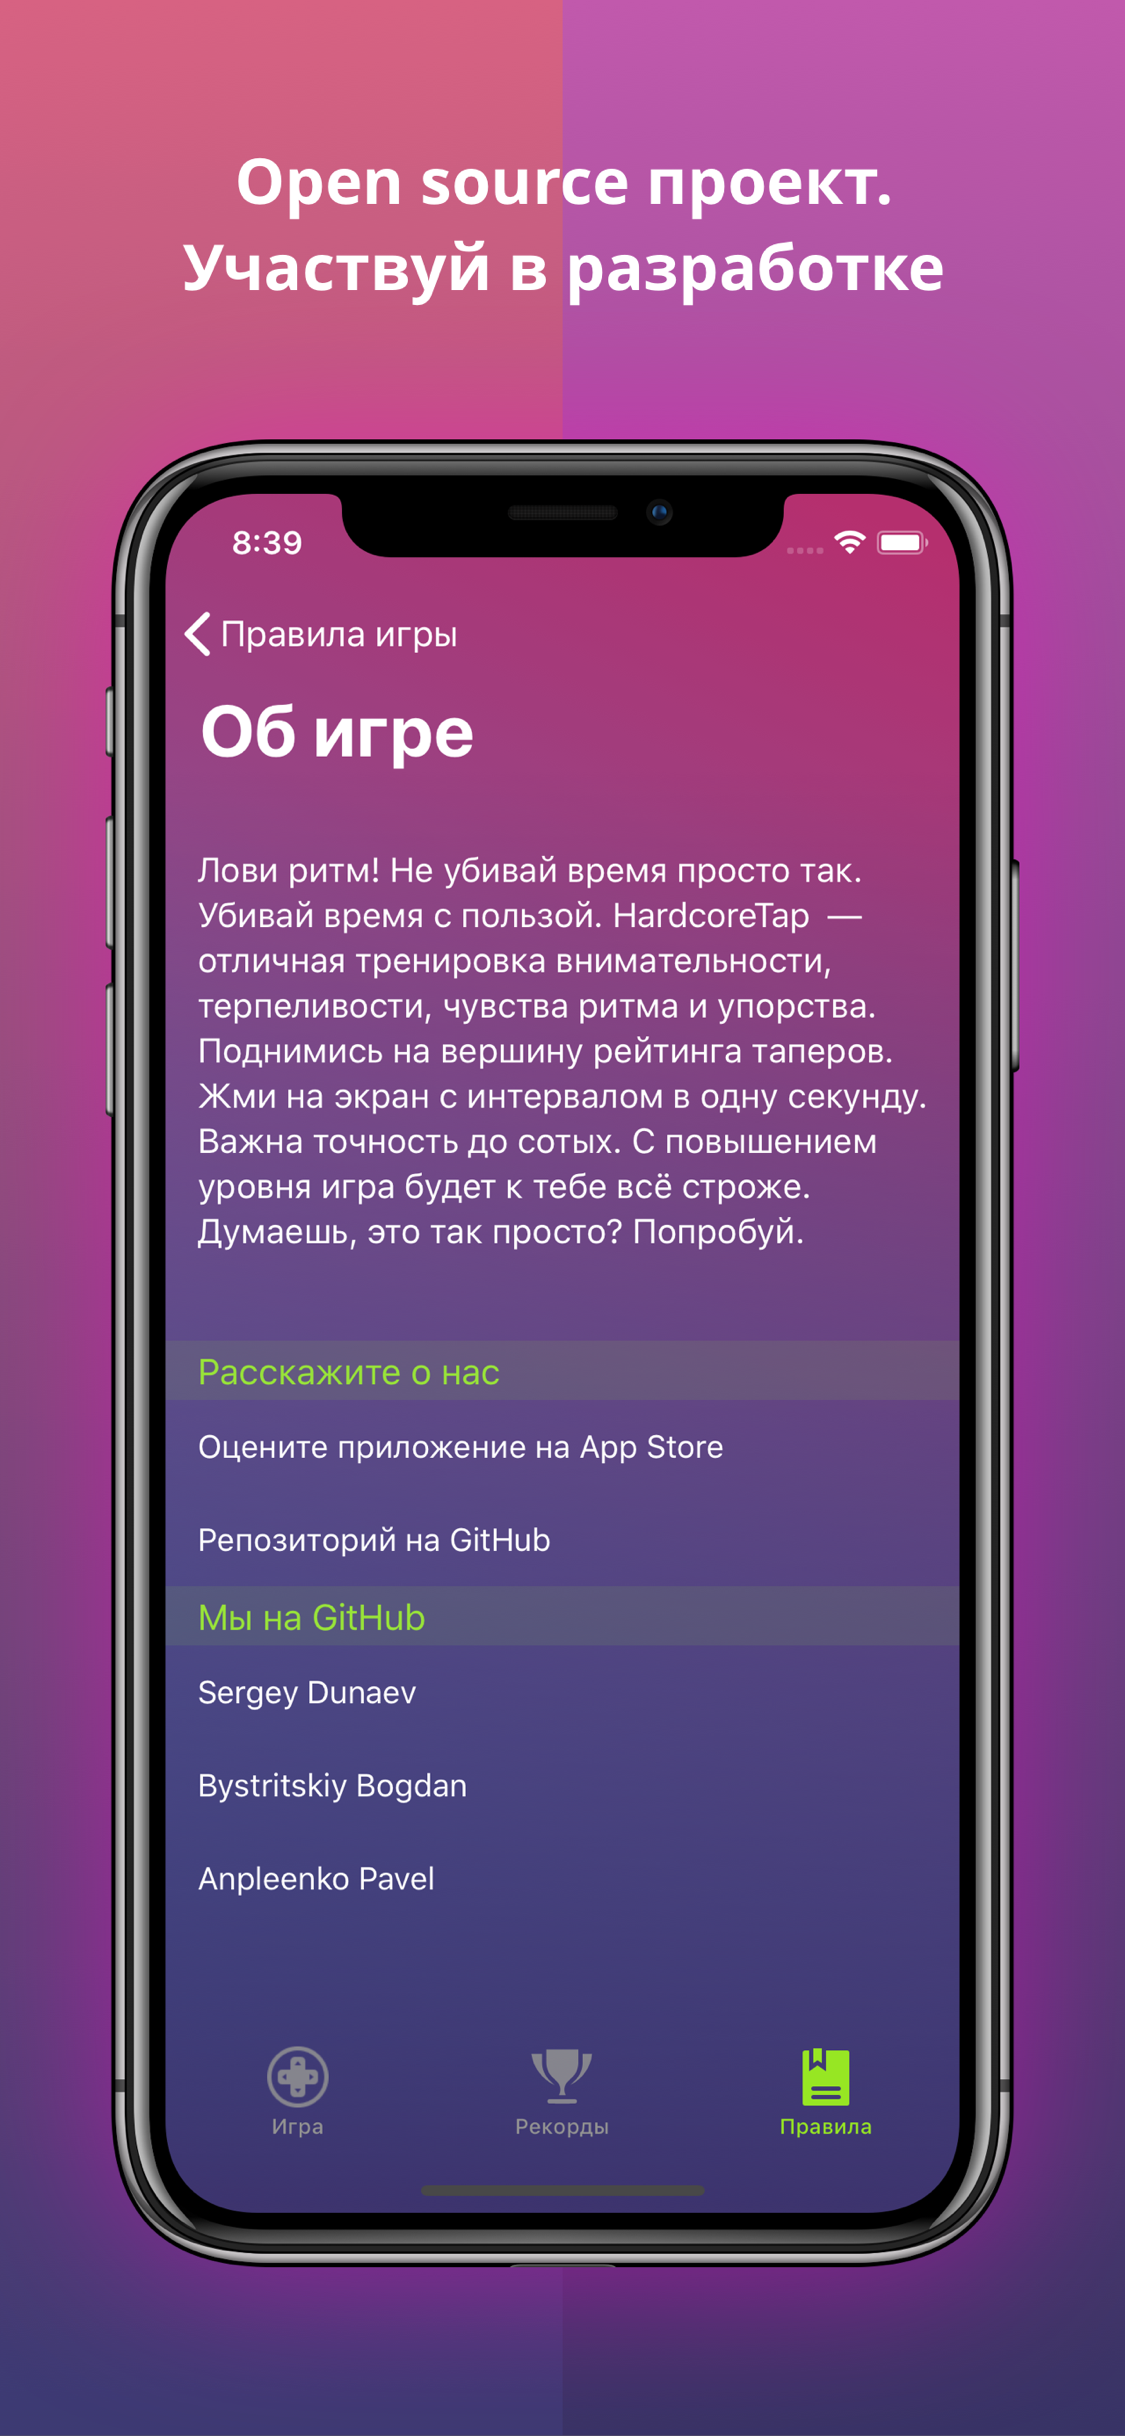 Open source проект.
Участвуй в разработке
8:39
Правила игры
Об игре
Лови ритм! Не убивай время просто так.
Убивай время с пользой. HardcoreTap  —
отличная тренировка внимательности,
терпеливости, чувства ритма и упорства.
Поднимись на вершину рейтинга таперов.
Жми на экран с интервалом в одну секунду.
Важна точность до сотых. С повышением
уровня игра будет к тебе всё строже.
Думаешь, это так просто? Попробуй.
Расскажите о нас
Оцените приложение на App Store
Репозиторий на GitHub
Мы на GitHub
Sergey Dunaev
Bystritskiy Bogdan
Anpleenko Pavel
Игра
Рекорды
Правила